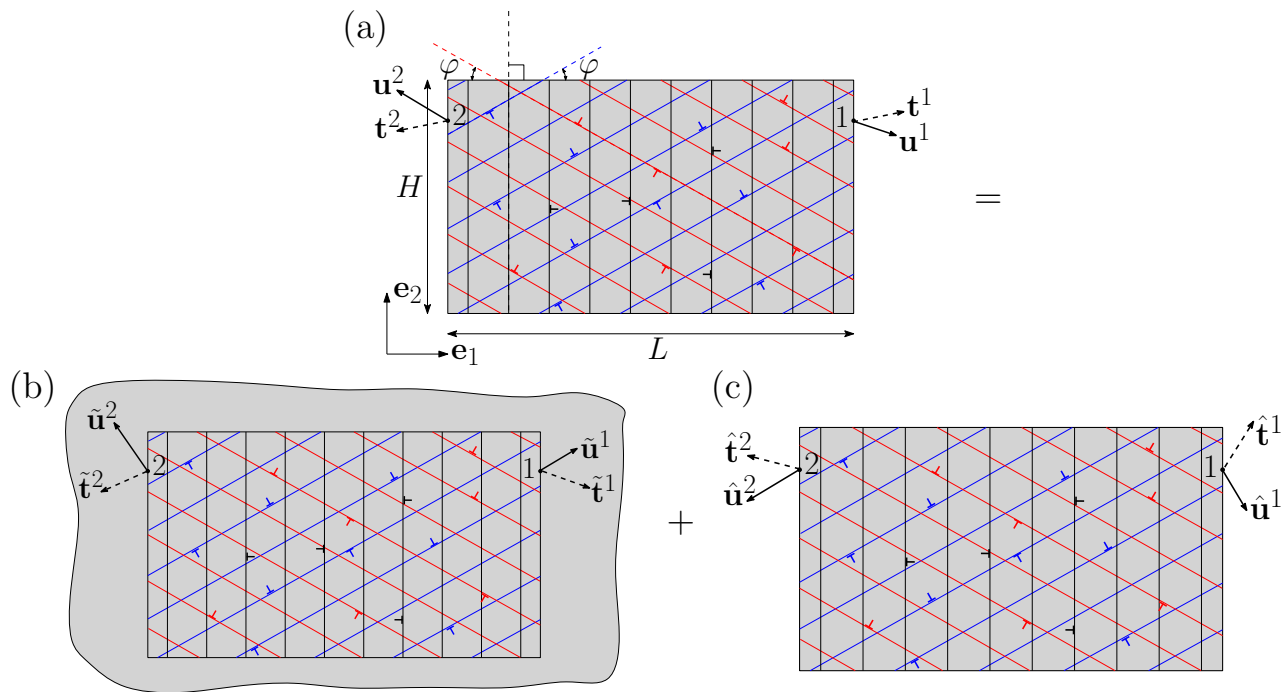 (a)
φ φ
𝐮² 2 1 𝐭¹
𝐭² 𝐮¹
H =
𝐞₂
𝐞₁ L
(b) (c)
𝐮̃² 𝐮̃¹ 𝐭̂² 𝐭̂¹
2 1 2 1
𝐭̃² 𝐭̃¹ 𝐮̂² 𝐮̂¹
+